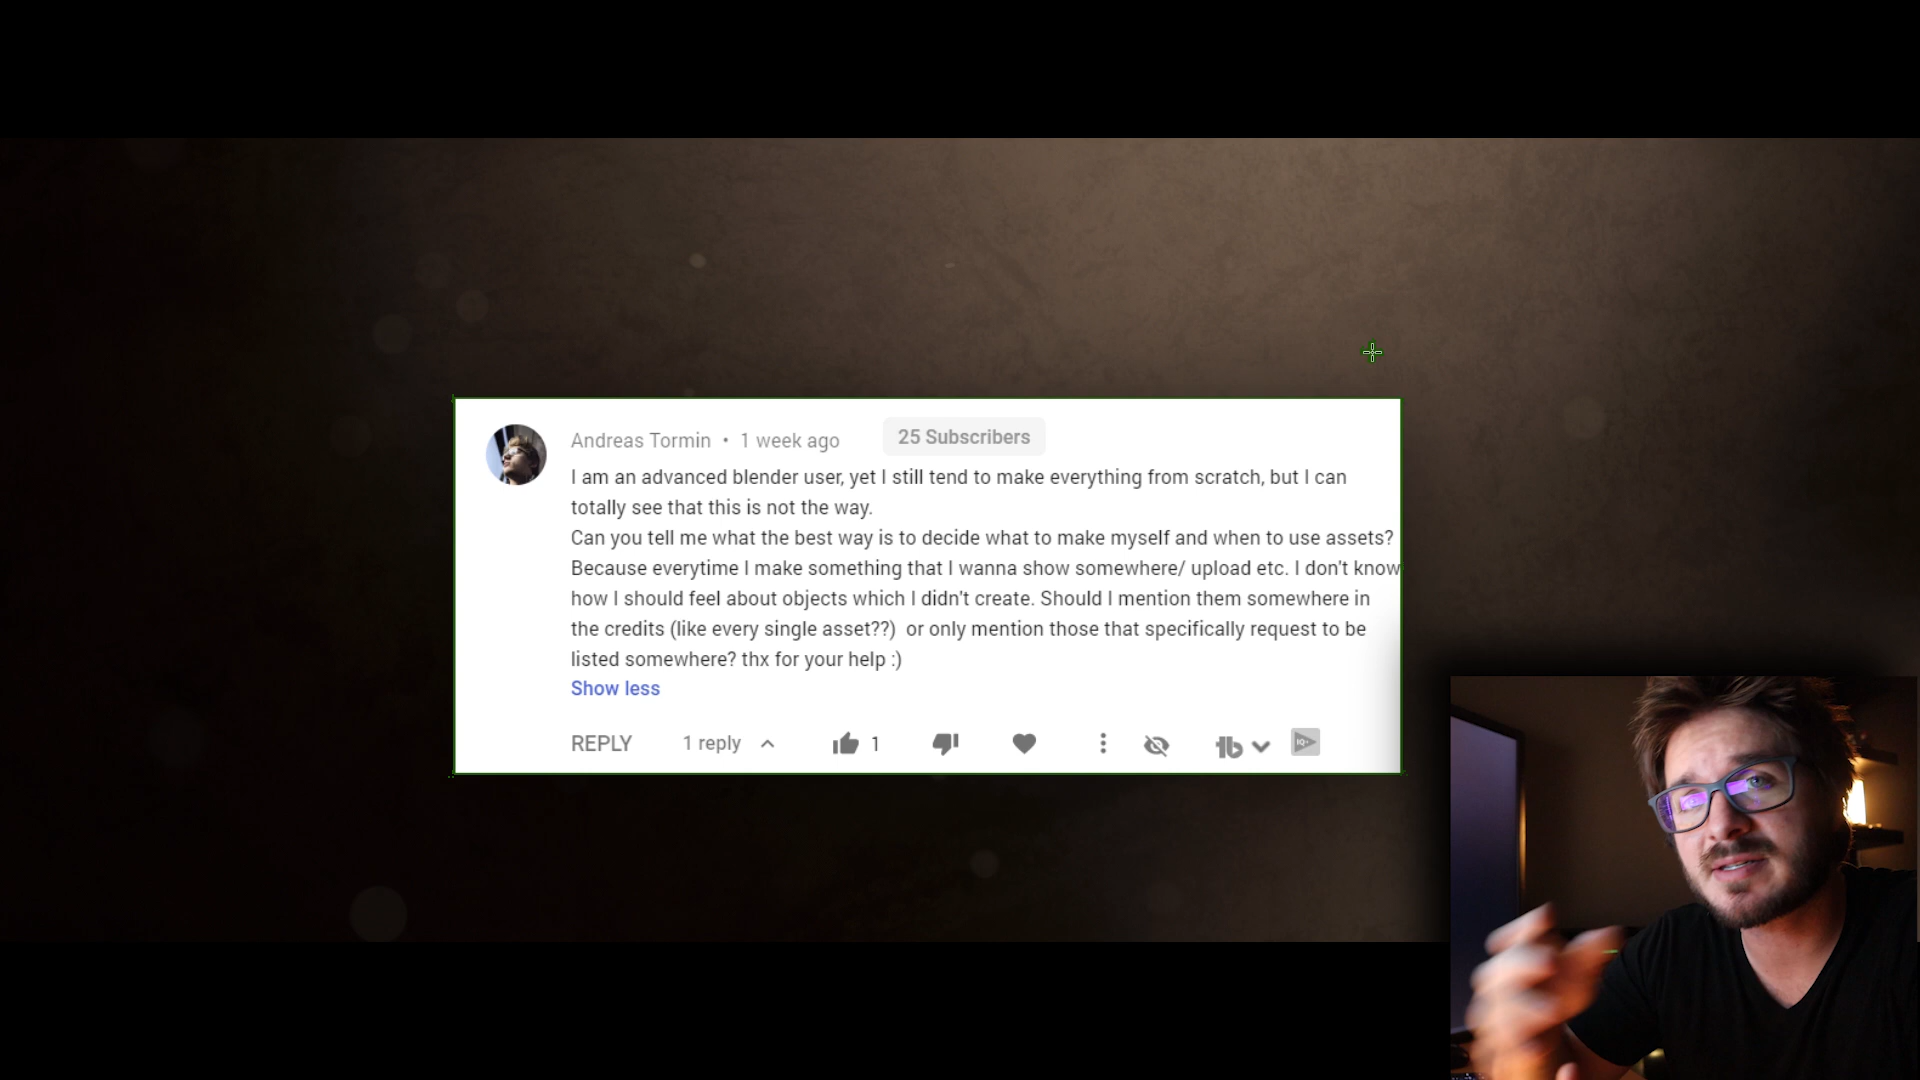 Andreas Tormin • 1 week ago 25 Subscribers
I am an advanced blender user, yet I still tend to make everything from scratch, but I can
totally see that this is not the way.
Can you tell me what the best way is to decide what to make myself and when to use assets?
Because everytime I make something that I wanna show somewhere/ upload etc. I don't know
how I should feel about objects which I didn't create. Should I mention them somewhere in
the credits (like every single asset??)  or only mention those that specifically request to be
listed somewhere? thx for your help :)
Show less
REPLY 1 reply 1